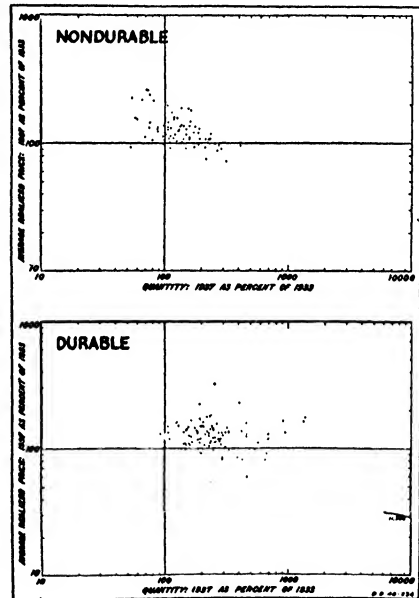 1000
NONDURABLE
AVERAGE REALIZED PRICE: 1937 AS PERCENT OF 1933
100
10
10 100 1000 10000
QUANTITY: 1937 AS PERCENT OF 1933
1000
DURABLE
AVERAGE REALIZED PRICE: 1937 AS PERCENT OF 1933
100
10
10 100 1000 10000
QUANTITY: 1937 AS PERCENT OF 1933